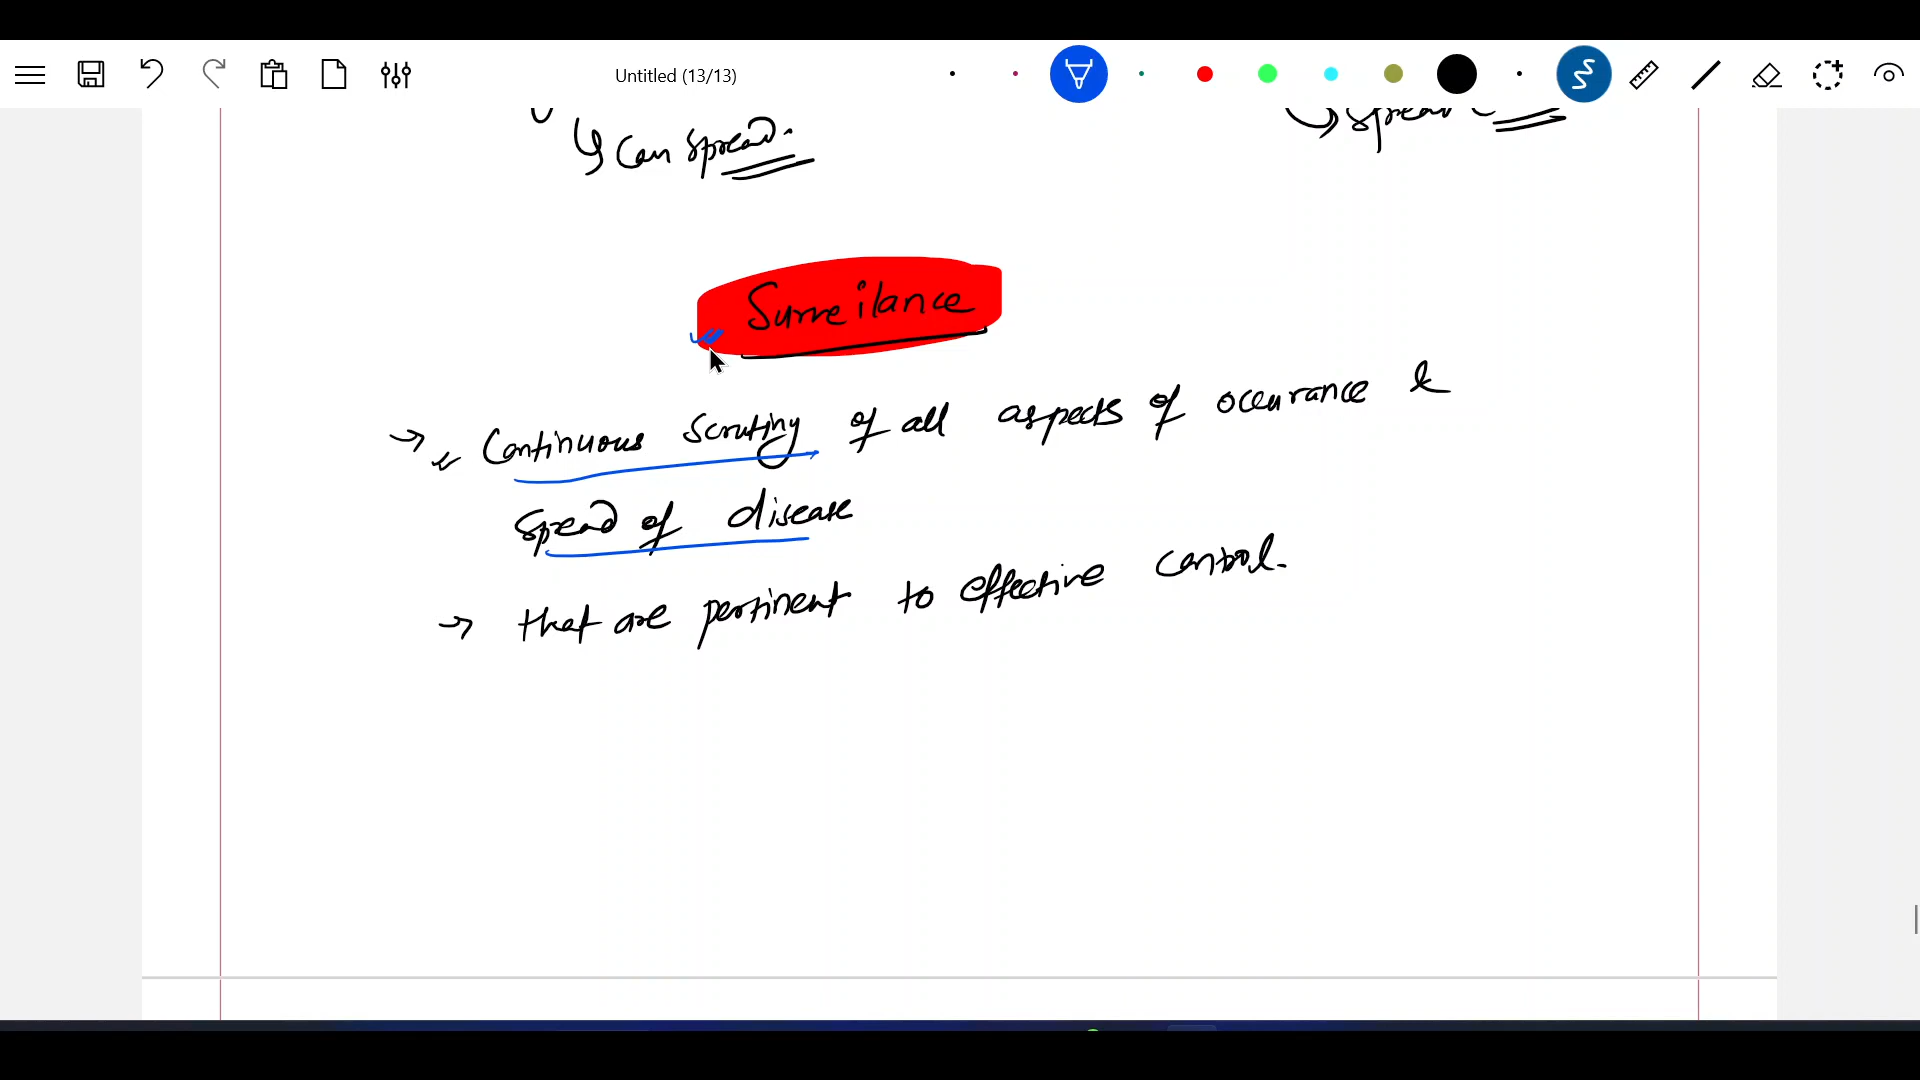 Untitled (13/13)
↳ Can spread.
Surveilance
→ Continuous Scrutiny of all aspects of occurance &
Spread of disease
→ that are pertinent to effective control.